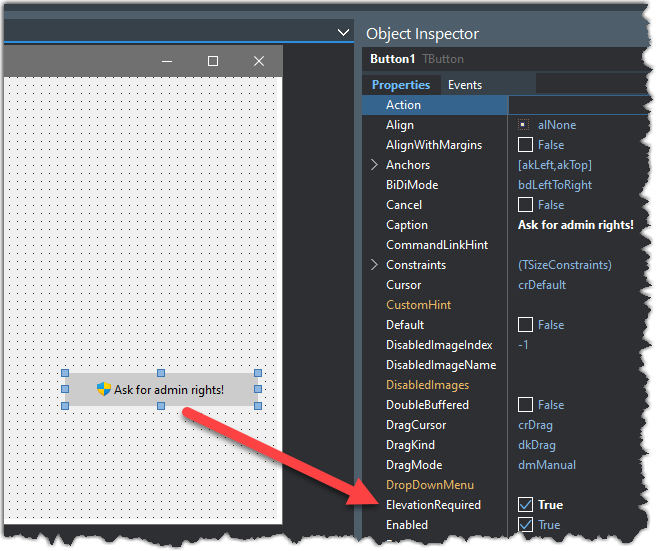 Object Inspector
Button1 TButton
Properties Events
Action
Align alNone
AlignWithMargins False
Anchors [akLeft,akTop]
BiDiMode bdLeftToRight
Cancel False
Caption Ask for admin rights!
CommandLinkHint
Constraints (TSizeConstraints)
Cursor crDefault
CustomHint
Default False
DisabledImageIndex -1
DisabledImageName
DisabledImages
DoubleBuffered False
DragCursor crDrag
DragKind dkDrag
DragMode dmManual
DropDownMenu
ElevationRequired True
Enabled True
Ask for admin rights!